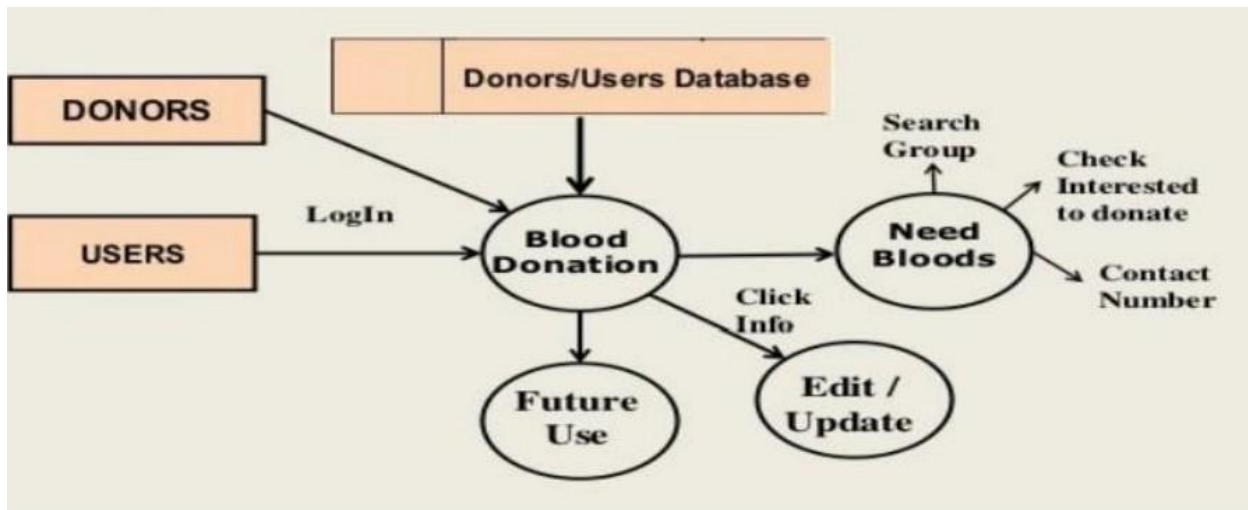 Donors/Users Database
DONORS
USERS
LogIn
Blood
Donation
Need
Bloods
Search
Group
Check
Interested
to donate
Contact
Number
Click
Info
Edit /
Update
Future
Use